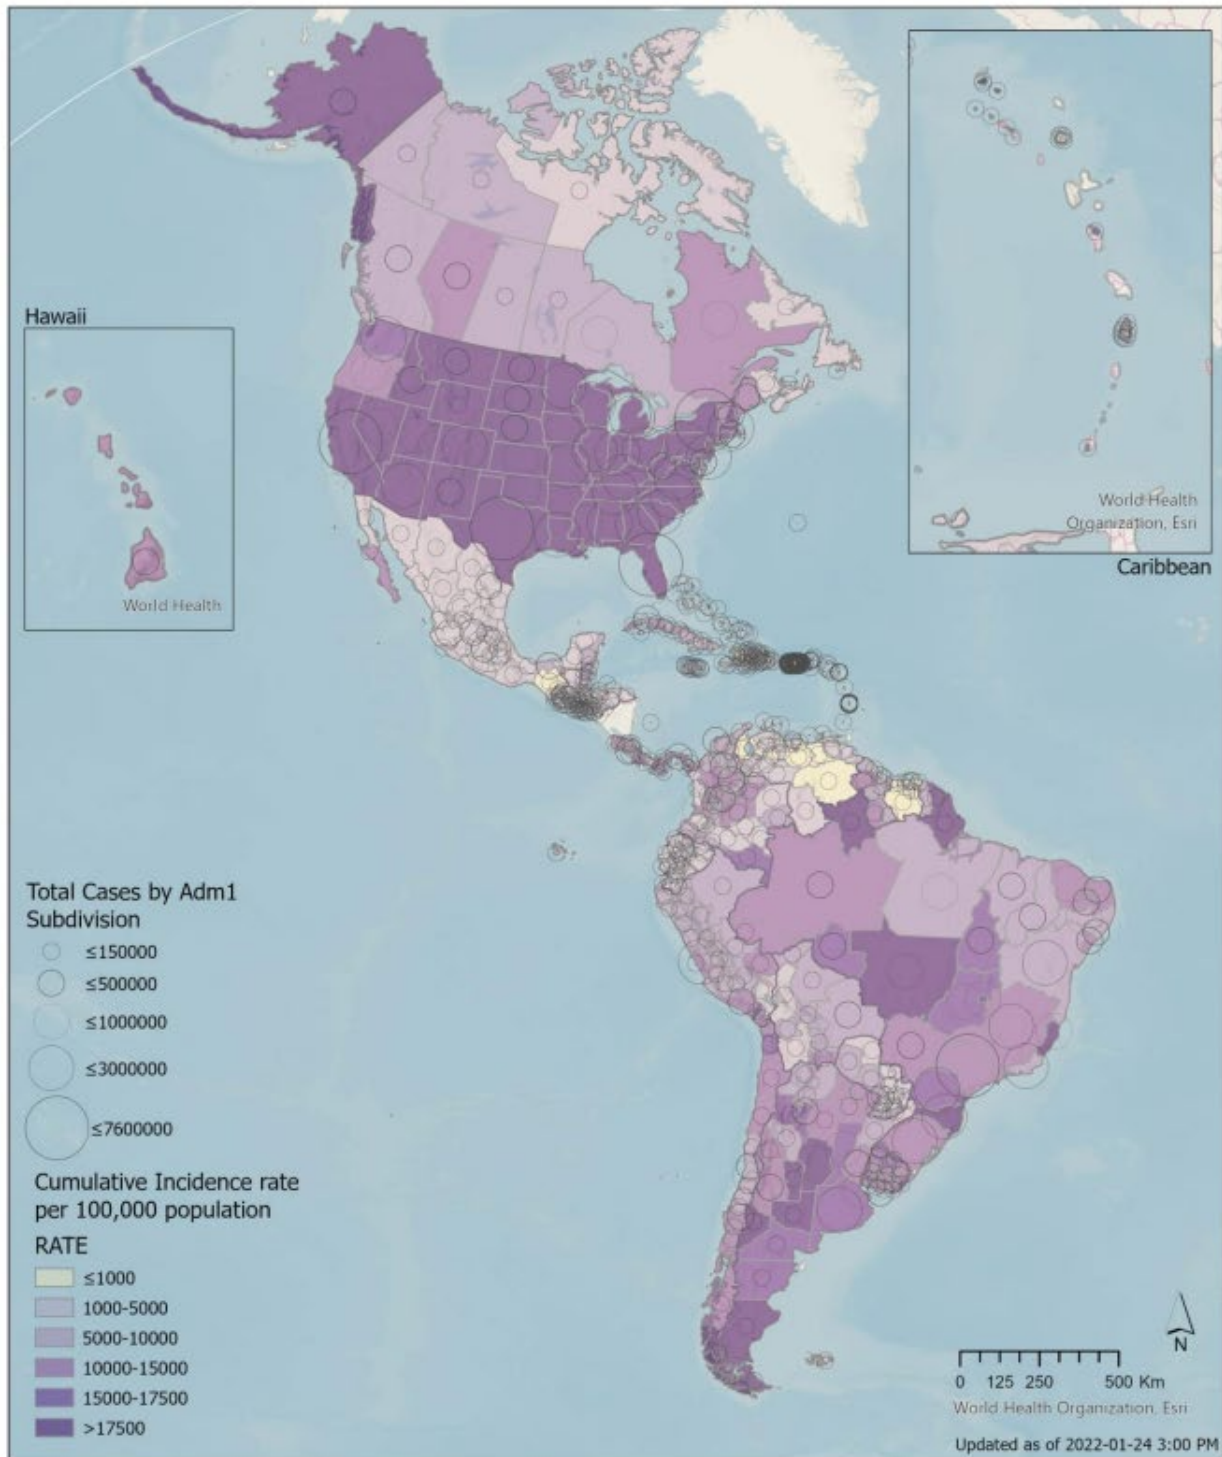 Hawaii
World Health
World Health
Organization, Esri
Caribbean
Total Cases by Adm1
Subdivision
≤150000
≤500000
≤1000000
≤3000000
≤7600000
Cumulative Incidence rate
per 100,000 population
RATE
≤1000
1000-5000
5000-10000
10000-15000
15000-17500
>17500
N
0 125 250 500 Km
World Health Organization, Esri
Updated as of 2022-01-24 3:00 PM